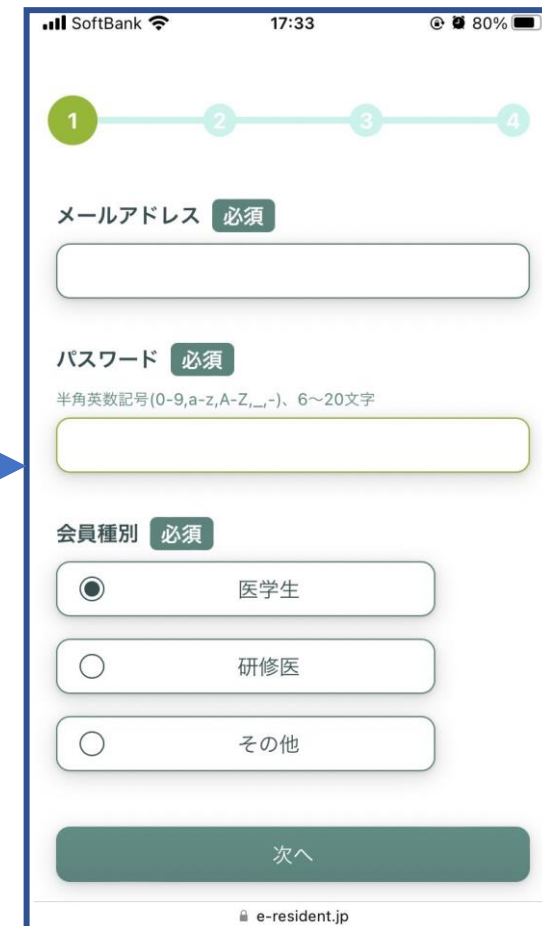 SoftBank 17:33 80%
1 2 3 4
メールアドレス 必須
パスワード 必須
半角英数記号(0-9,a-z,A-Z,_,-)、6〜20文字
会員種別 必須
医学生
研修医
その他
次へ
e-resident.jp